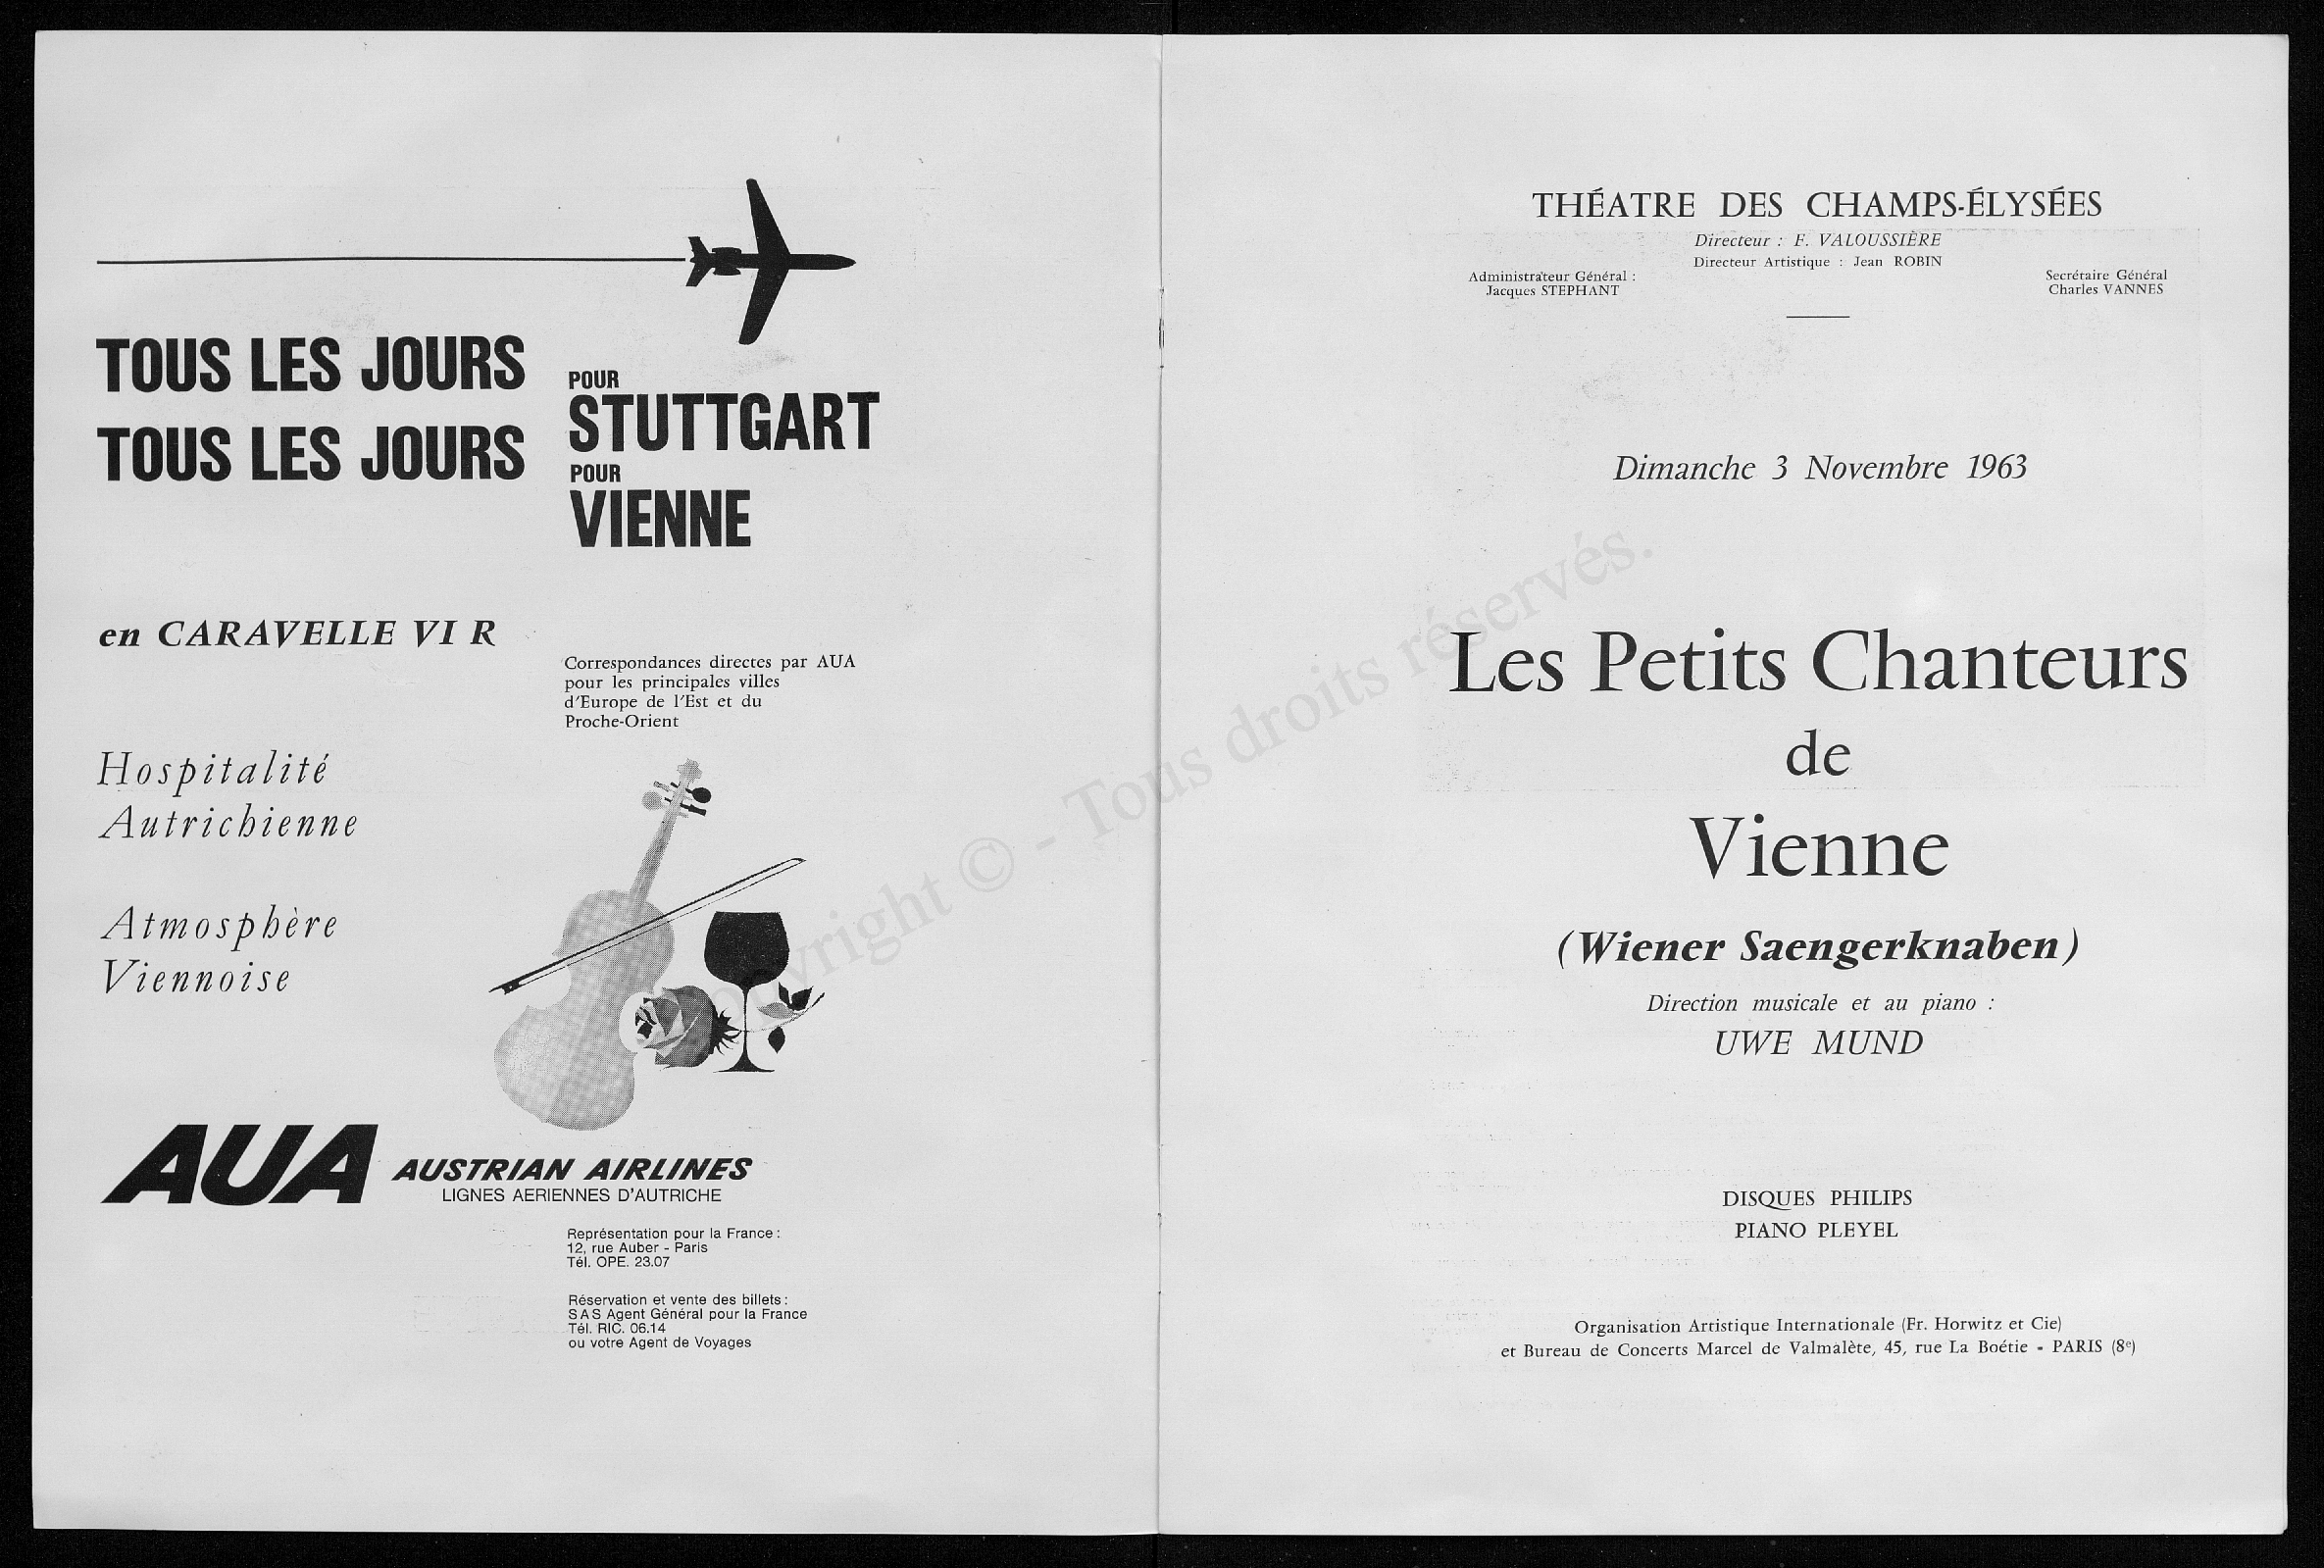 TOUS LES JOURS
POUR
STUTTGART
TOUS LES JOURS
POUR
VIENNE
en CARAVELLE VI R
Correspondances directes par AUA
pour les principales villes
d'Europe de l'Est et du
Proche-Orient
Hospitalité
Autrichienne
Atmosphère
Viennoise
AUA AUSTRIAN AIRLINES
LIGNES AERIENNES D'AUTRICHE
Représentation pour la France :
12, rue Auber - Paris
Tél. OPE. 23.07
Réservation et vente des billets :
SAS Agent Général pour la France
Tél. RIC. 06.14
ou votre Agent de Voyages
THÉATRE DES CHAMPS-ÉLYSÉES
Directeur : F. VALOUSSIÈRE
Directeur Artistique : Jean ROBIN
Administrateur Général :
Jacques STEPHANT
Secrétaire Général
Charles VANNES
Dimanche 3 Novembre 1963
Les Petits Chanteurs
de
Vienne
(Wiener Saengerknaben)
Direction musicale et au piano :
UWE MUND
DISQUES PHILIPS
PIANO PLEYEL
Organisation Artistique Internationale (Fr. Horwitz et Cie)
et Bureau de Concerts Marcel de Valmalète, 45, rue La Boétie - PARIS (8e)
Copyright © - Tous droits réservés.